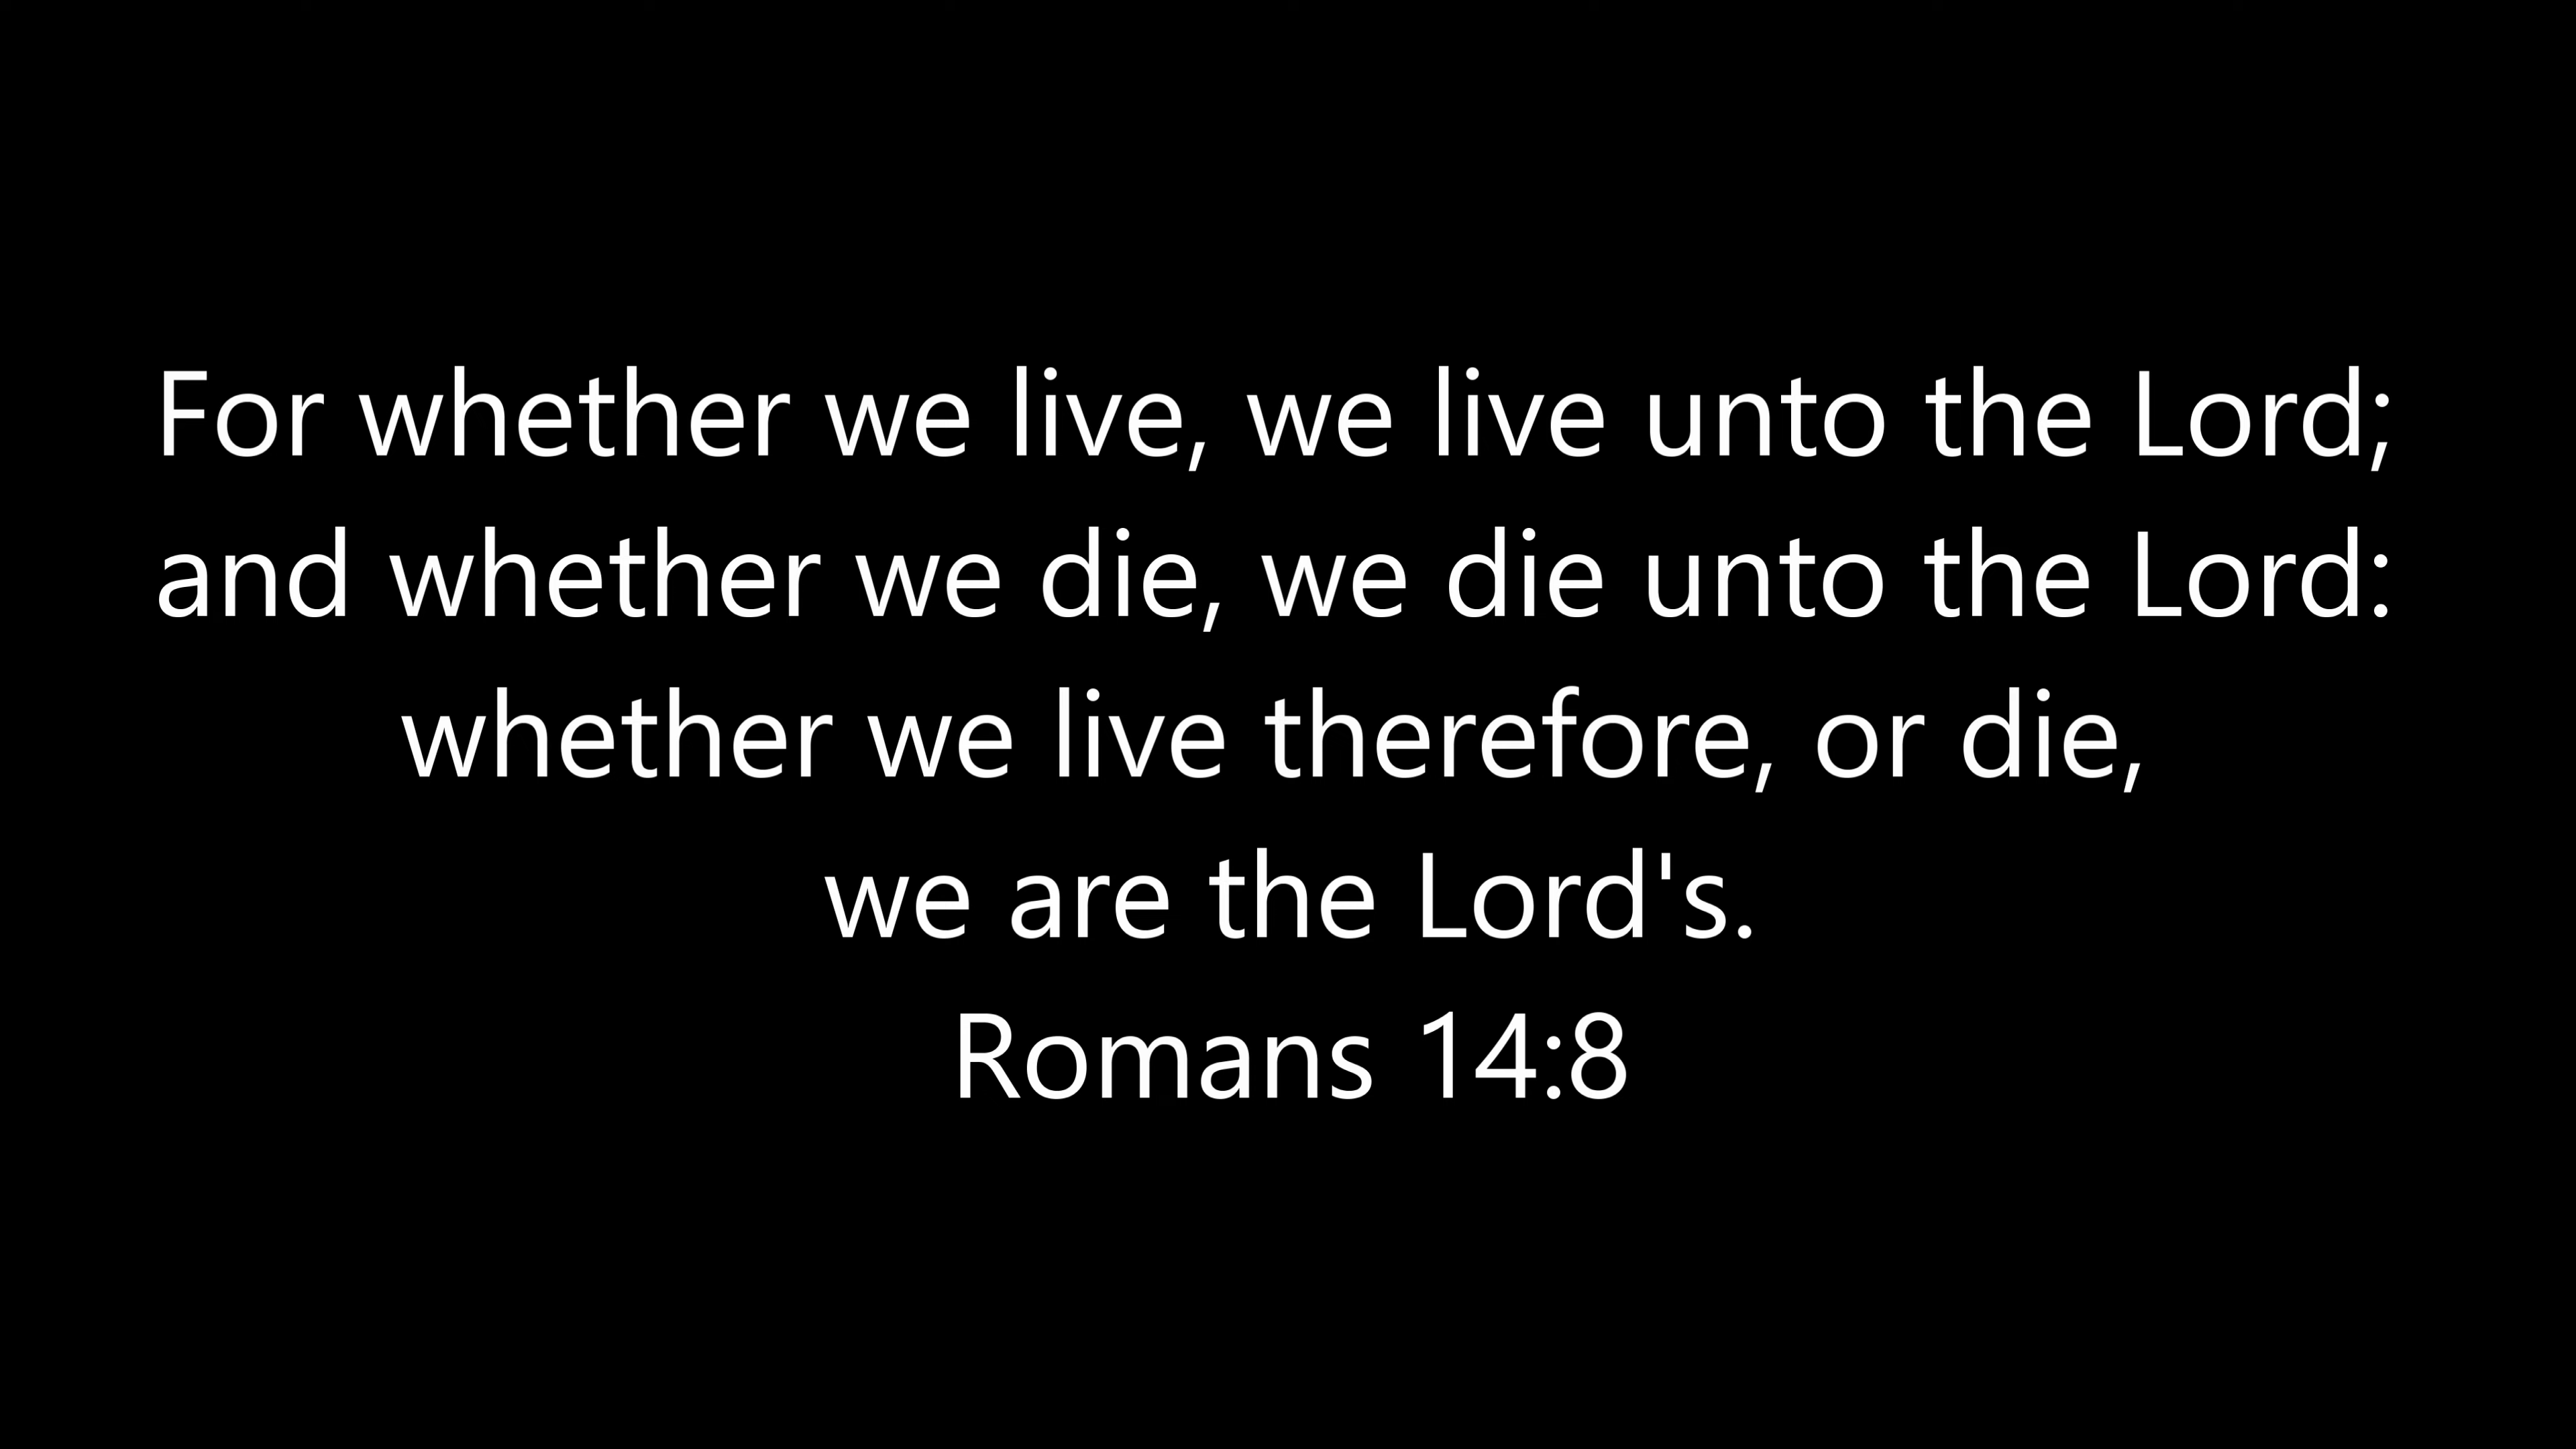 For whether we live, we live unto the Lord;
and whether we die, we die unto the Lord:
whether we live therefore, or die,
we are the Lord's.
Romans 14:8